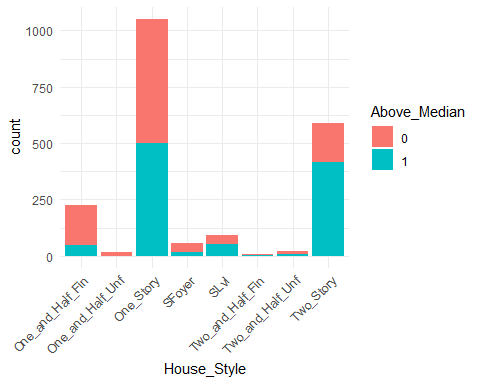 1000
750
500
250
0
count
One_and_Half_Fin
One_and_Half_Unf
One_Story
SFoyer
SLvl
Two_and_Half_Fin
Two_and_Half_Unf
Two_Story
House_Style
Above_Median
0
1